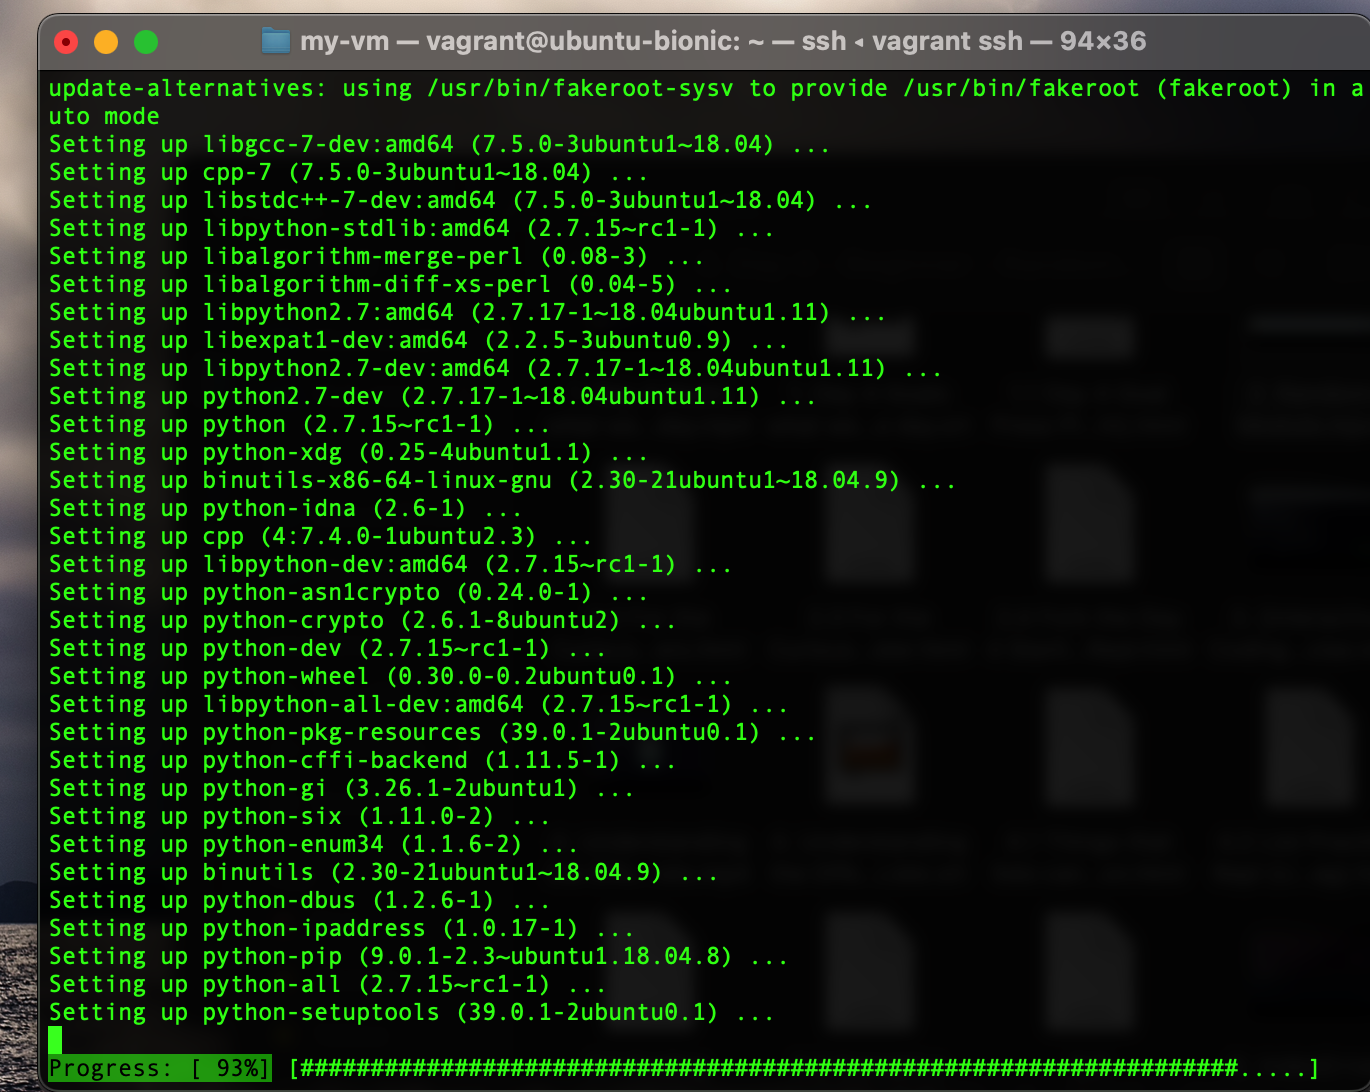 my-vm — vagrant@ubuntu-bionic: ~ — ssh ◂ vagrant ssh — 94×36
update-alternatives: using /usr/bin/fakeroot-sysv to provide /usr/bin/fakeroot (fakeroot) in a
uto mode
Setting up libgcc-7-dev:amd64 (7.5.0-3ubuntu1~18.04) ...
Setting up cpp-7 (7.5.0-3ubuntu1~18.04) ...
Setting up libstdc++-7-dev:amd64 (7.5.0-3ubuntu1~18.04) ...
Setting up libpython-stdlib:amd64 (2.7.15~rc1-1) ...
Setting up libalgorithm-merge-perl (0.08-3) ...
Setting up libalgorithm-diff-xs-perl (0.04-5) ...
Setting up libpython2.7:amd64 (2.7.17-1~18.04ubuntu1.11) ...
Setting up libexpat1-dev:amd64 (2.2.5-3ubuntu0.9) ...
Setting up libpython2.7-dev:amd64 (2.7.17-1~18.04ubuntu1.11) ...
Setting up python2.7-dev (2.7.17-1~18.04ubuntu1.11) ...
Setting up python (2.7.15~rc1-1) ...
Setting up python-xdg (0.25-4ubuntu1.1) ...
Setting up binutils-x86-64-linux-gnu (2.30-21ubuntu1~18.04.9) ...
Setting up python-idna (2.6-1) ...
Setting up cpp (4:7.4.0-1ubuntu2.3) ...
Setting up libpython-dev:amd64 (2.7.15~rc1-1) ...
Setting up python-asn1crypto (0.24.0-1) ...
Setting up python-crypto (2.6.1-8ubuntu2) ...
Setting up python-dev (2.7.15~rc1-1) ...
Setting up python-wheel (0.30.0-0.2ubuntu0.1) ...
Setting up libpython-all-dev:amd64 (2.7.15~rc1-1) ...
Setting up python-pkg-resources (39.0.1-2ubuntu0.1) ...
Setting up python-cffi-backend (1.11.5-1) ...
Setting up python-gi (3.26.1-2ubuntu1) ...
Setting up python-six (1.11.0-2) ...
Setting up python-enum34 (1.1.6-2) ...
Setting up binutils (2.30-21ubuntu1~18.04.9) ...
Setting up python-dbus (1.2.6-1) ...
Setting up python-ipaddress (1.0.17-1) ...
Setting up python-pip (9.0.1-2.3~ubuntu1.18.04.8) ...
Setting up python-all (2.7.15~rc1-1) ...
Setting up python-setuptools (39.0.1-2ubuntu0.1) ...
Progress: [ 93%] [###################################################################.....]